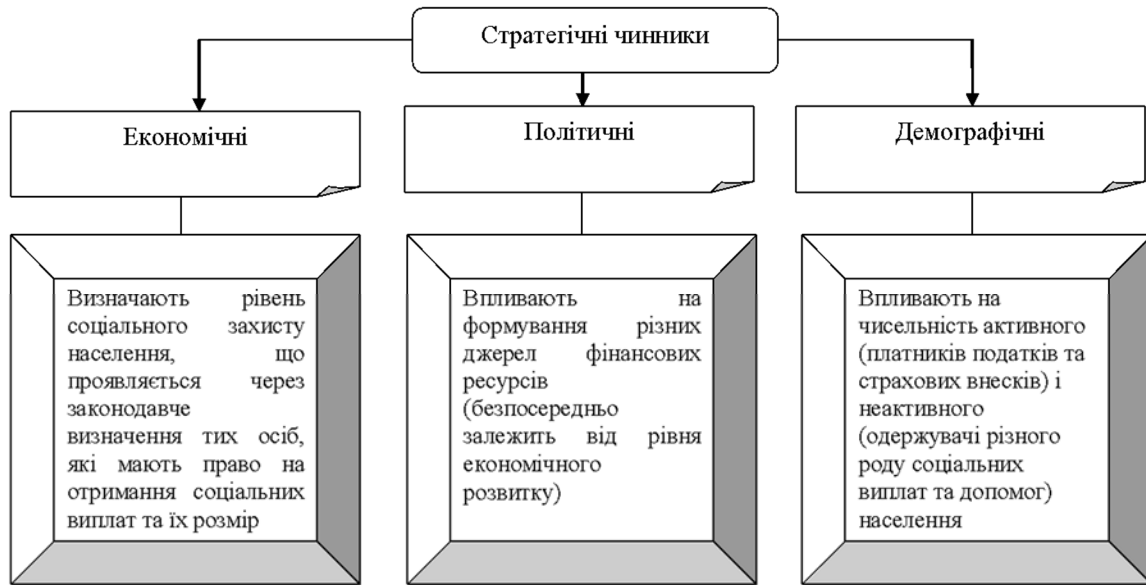 Стратегічні чинники
Економічні
Політичні
Демографічні
Визначають рівень
соціального захисту
населення, що
проявляється через
законодавче
визначення тих осіб,
які мають право на
отримання соціальних
виплат та їх розмір
Впливають на
формування різних
джерел фінансових
ресурсів
(безпосередньо
залежить від рівня
економічного
розвитку)
Впливають на
чисельність активного
(платників податків та
страхових внесків) і
неактивного
(одержувачі різного
роду соціальних
виплат та допомог)
населення